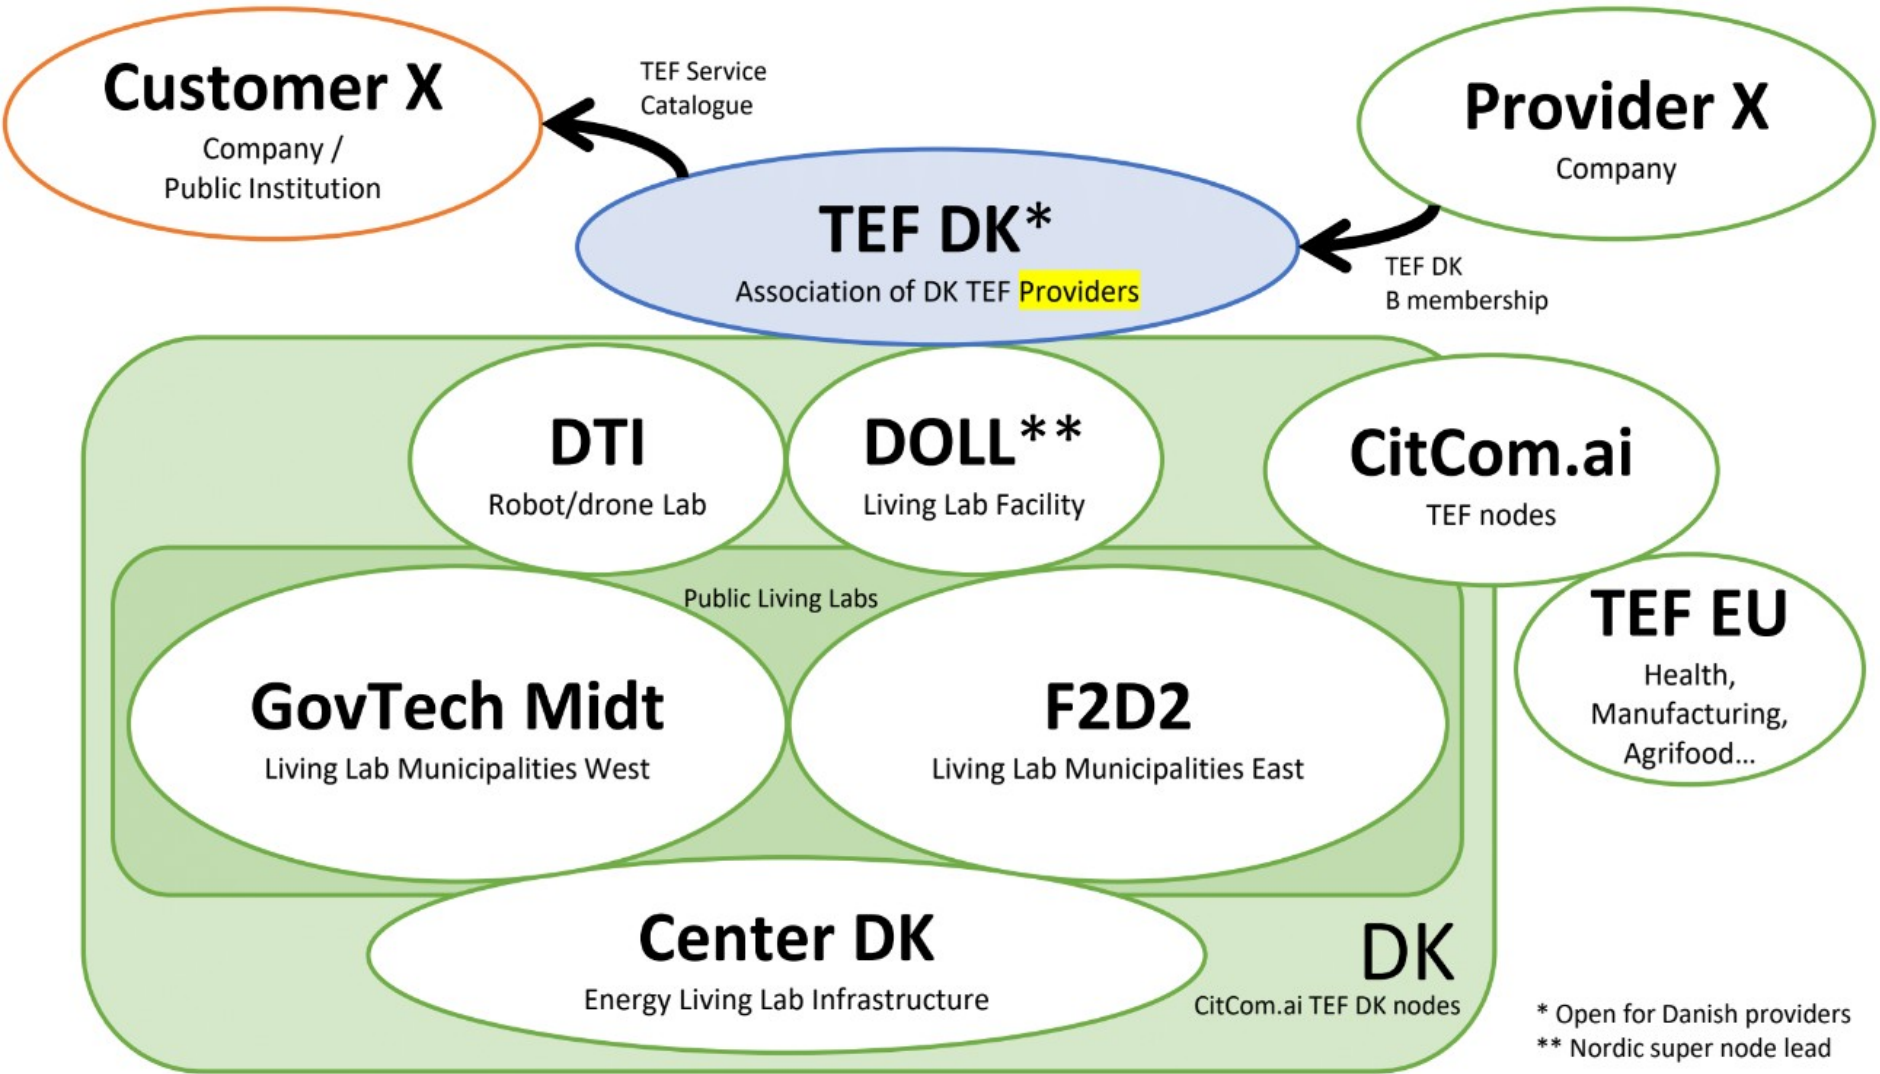 Customer X
Company /
Public Institution
TEF Service
Catalogue
Provider X
Company
TEF DK*
Association of DK TEF Providers
TEF DK
B membership
DTI
Robot/drone Lab
DOLL**
Living Lab Facility
CitCom.ai
TEF nodes
Public Living Labs
TEF EU
Health,
Manufacturing,
Agrifood...
GovTech Midt
Living Lab Municipalities West
F2D2
Living Lab Municipalities East
Center DK
Energy Living Lab Infrastructure
DK
CitCom.ai TEF DK nodes
* Open for Danish providers
** Nordic super node lead